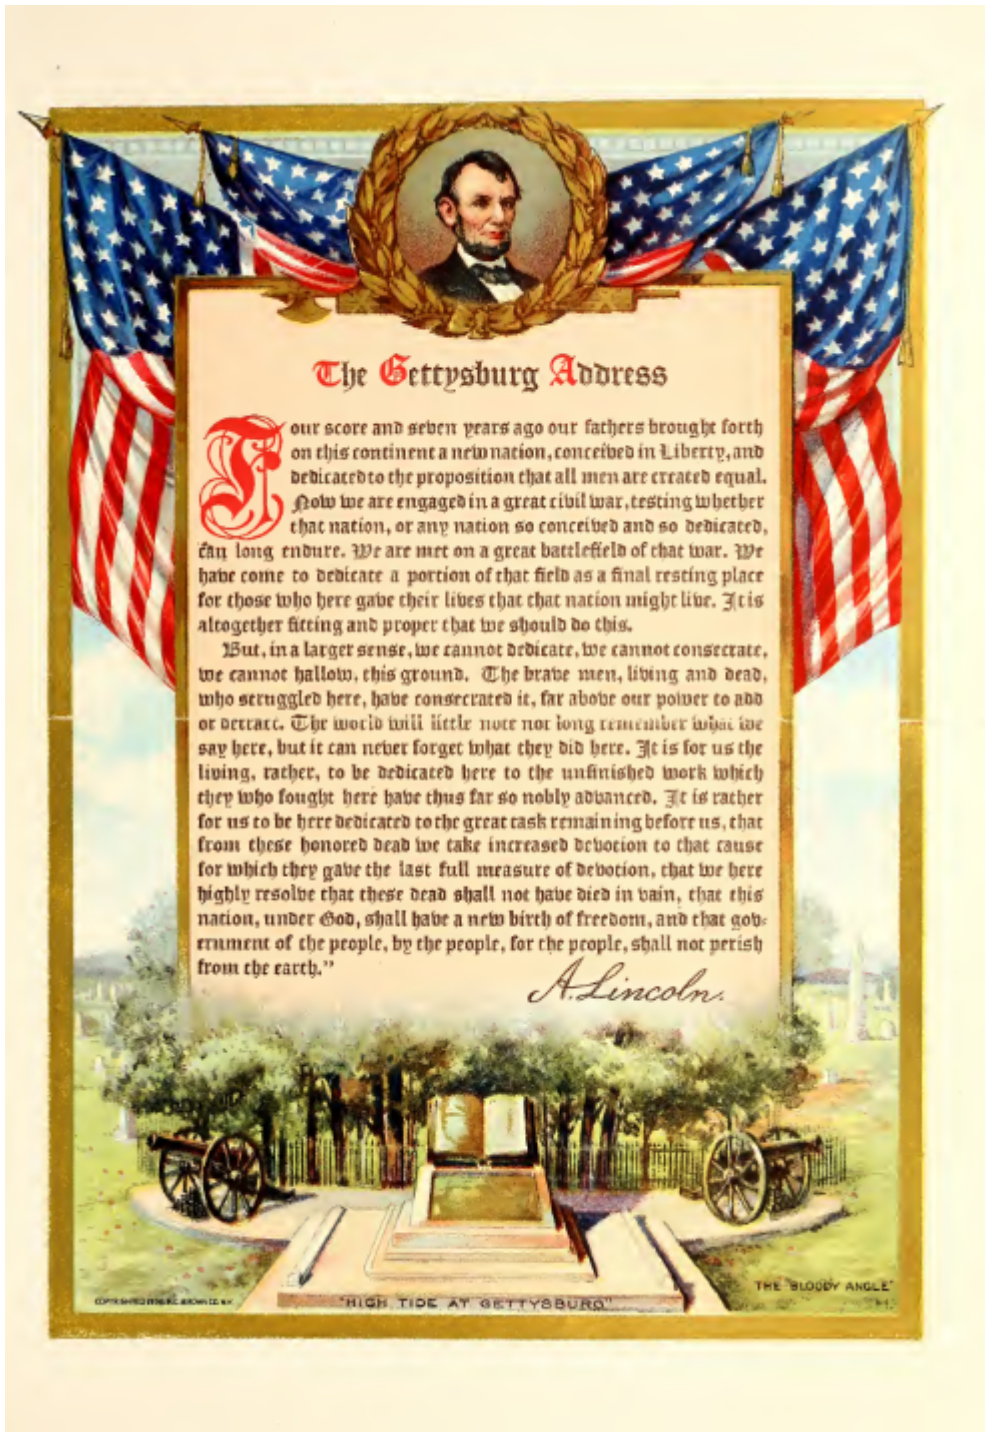 The Gettysburg Address
Four score and seven years ago our fathers brought forth
on this continent a new nation, conceived in Liberty, and
dedicated to the proposition that all men are created equal.
Now we are engaged in a great civil war, testing whether
that nation, or any nation so conceived and so dedicated,
can long endure. We are met on a great battlefield of that war. We
have come to dedicate a portion of that field as a final resting place
for those who here gave their lives that that nation might live. It is
altogether fitting and proper that we should do this.
But, in a larger sense, we cannot dedicate, we cannot consecrate,
we cannot hallow, this ground. The brave men, living and dead,
who struggled here, have consecrated it, far above our power to add
or detract. The world will little note nor long remember what we
say here, but it can never forget what they did here. It is for us the
living, rather, to be dedicated here to the unfinished work which
they who fought here have thus far so nobly advanced. It is rather
for us to be here dedicated to the great task remaining before us, that
from these honored dead we take increased devotion to that cause
for which they gave the last full measure of devotion, that we here
highly resolve that these dead shall not have died in vain, that this
nation, under God, shall have a new birth of freedom, and that gov-
ernment of the people, by the people, for the people, shall not perish
from the earth."
A. Lincoln.
THE "BLOODY ANGLE"
"HIGH TIDE AT GETTYSBURG"